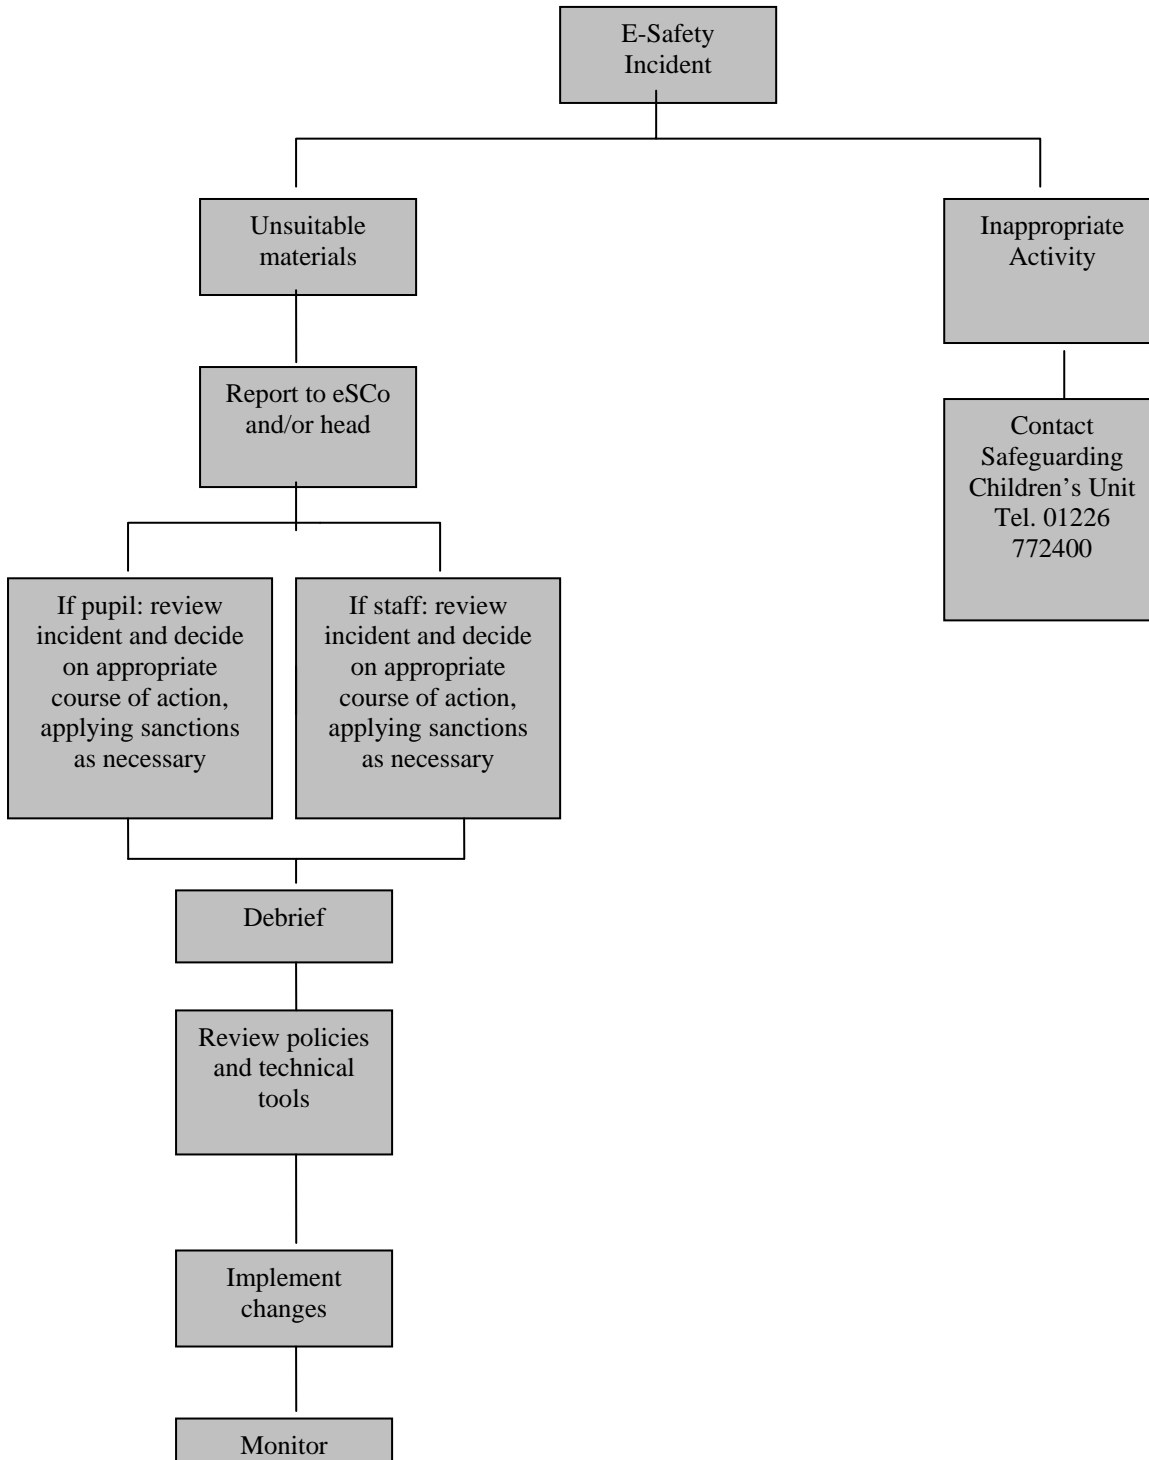 E-Safety
Incident
Unsuitable
materials
Inappropriate
Activity
Report to eSCo
and/or head
Contact
Safeguarding
Children’s Unit
Tel. 01226
772400
If pupil: review
incident and decide
on appropriate
course of action,
applying sanctions
as necessary
If staff: review
incident and decide
on appropriate
course of action,
applying sanctions
as necessary
Debrief
Review policies
and technical
tools
Implement
changes
Monitor